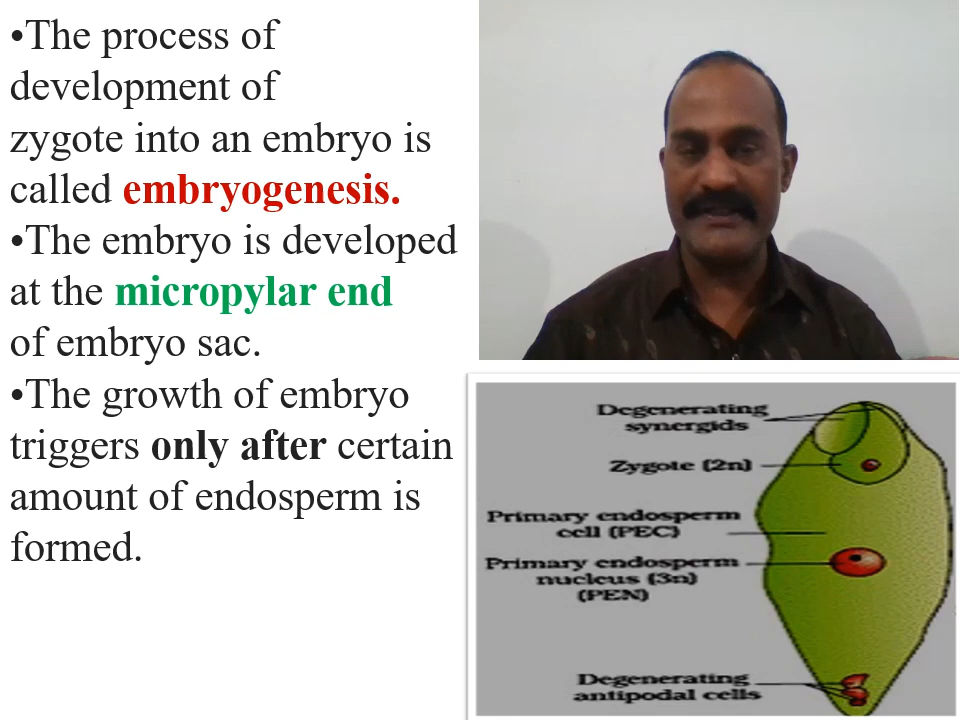 •The process of
development of
zygote into an embryo is
called embryogenesis.
•The embryo is developed
at the micropylar end
of embryo sac.
•The growth of embryo
triggers only after certain
amount of endosperm is
formed.
Degenerating
synergids
Zygote (2n)
Primary endosperm
cell (PEC)
Primary endosperm
nucleus (3n)
(PEN)
Degenerating
antipodal cells